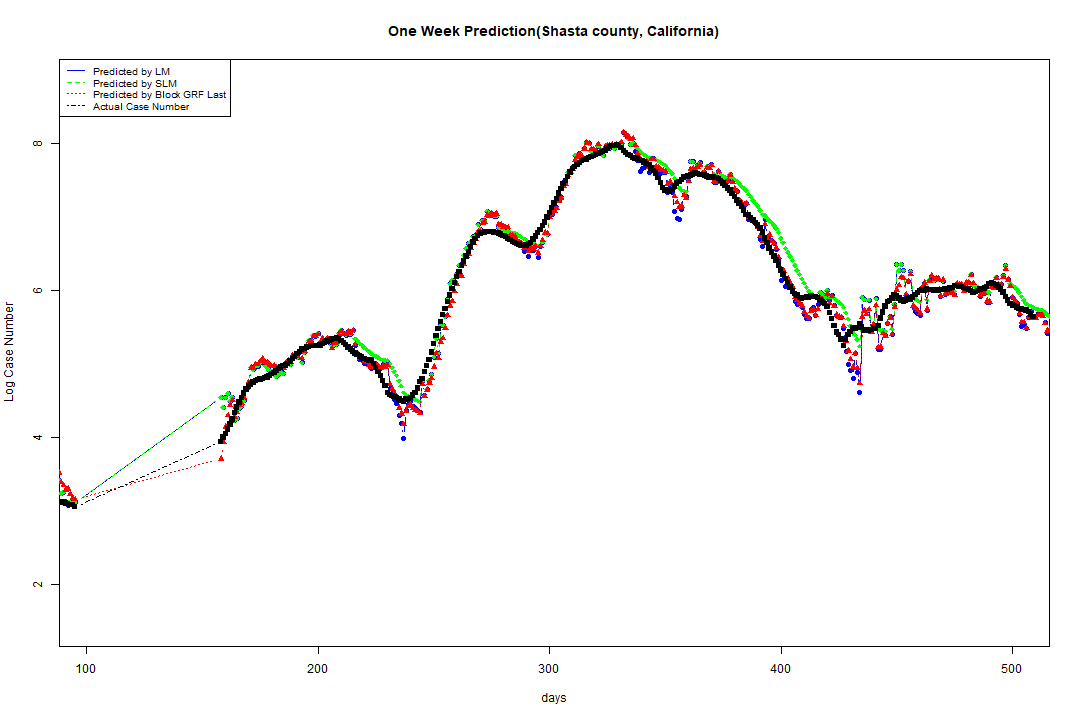 One Week Prediction(Shasta county, California)
Predicted by LM
Predicted by SLM
Predicted by Block GRF Last
Actual Case Number
8
6
4
2
Log Case Number
100 200 300 400 500
days